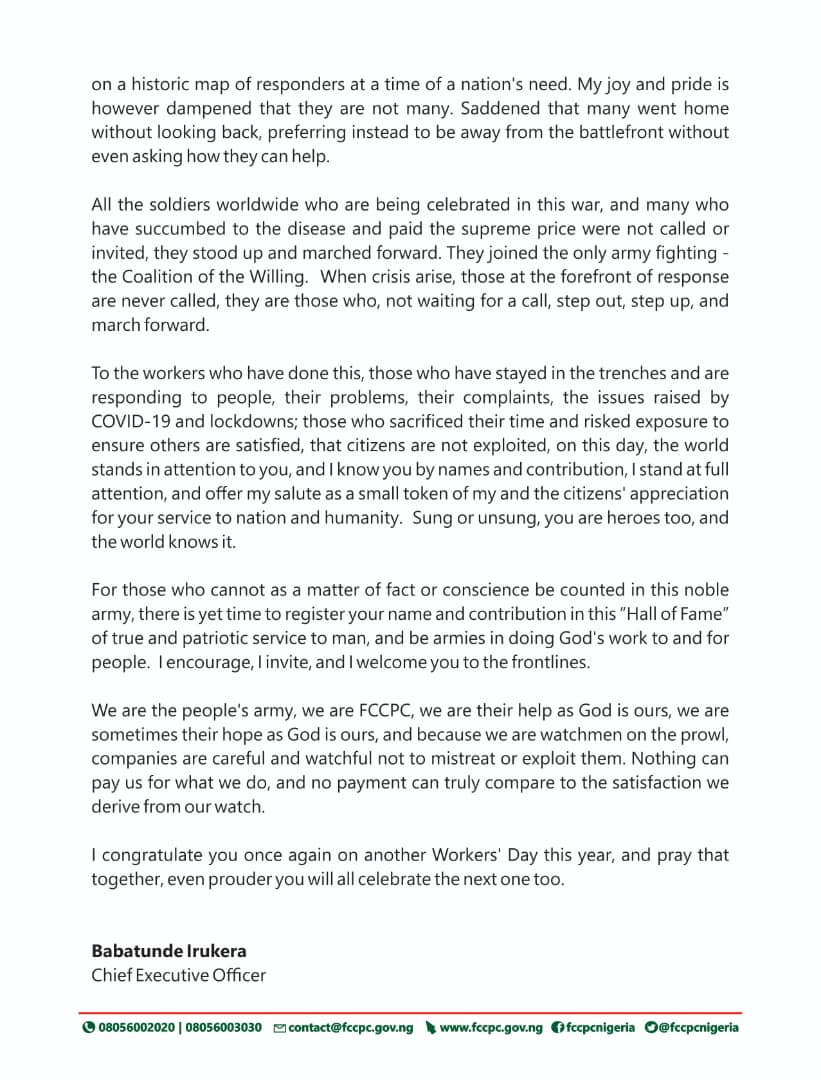 on a historic map of responders at a time of a nation's need. My joy and pride is
however dampened that they are not many. Saddened that many went home
without looking back, preferring instead to be away from the battlefront without
even asking how they can help.
All the soldiers worldwide who are being celebrated in this war, and many who
have succumbed to the disease and paid the supreme price were not called or
invited, they stood up and marched forward. They joined the only army fighting -
the Coalition of the Willing. When crisis arise, those at the forefront of response
are never called, they are those who, not waiting for a call, step out, step up, and
march forward.
To the workers who have done this, those who have stayed in the trenches and are
responding to people, their problems, their complaints, the issues raised by
COVID-19 and lockdowns; those who sacrificed their time and risked exposure to
ensure others are satisfied, that citizens are not exploited, on this day, the world
stands in attention to you, and I know you by names and contribution, I stand at full
attention, and offer my salute as a small token of my and the citizens' appreciation
for your service to nation and humanity. Sung or unsung, you are heroes too, and
the world knows it.
For those who cannot as a matter of fact or conscience be counted in this noble
army, there is yet time to register your name and contribution in this “Hall of Fame”
of true and patriotic service to man, and be armies in doing God's work to and for
people. I encourage, I invite, and I welcome you to the frontlines.
We are the people's army, we are FCCPC, we are their help as God is ours, we are
sometimes their hope as God is ours, and because we are watchmen on the prowl,
companies are careful and watchful not to mistreat or exploit them. Nothing can
pay us for what we do, and no payment can truly compare to the satisfaction we
derive from our watch.
I congratulate you once again on another Workers' Day this year, and pray that
together, even prouder you will all celebrate the next one too.
Babatunde Irukera
Chief Executive Officer
08056002020 | 08056003030 contact@fccpc.gov.ng www.fccpc.gov.ng fccpcnigeria @fccpcnigeria